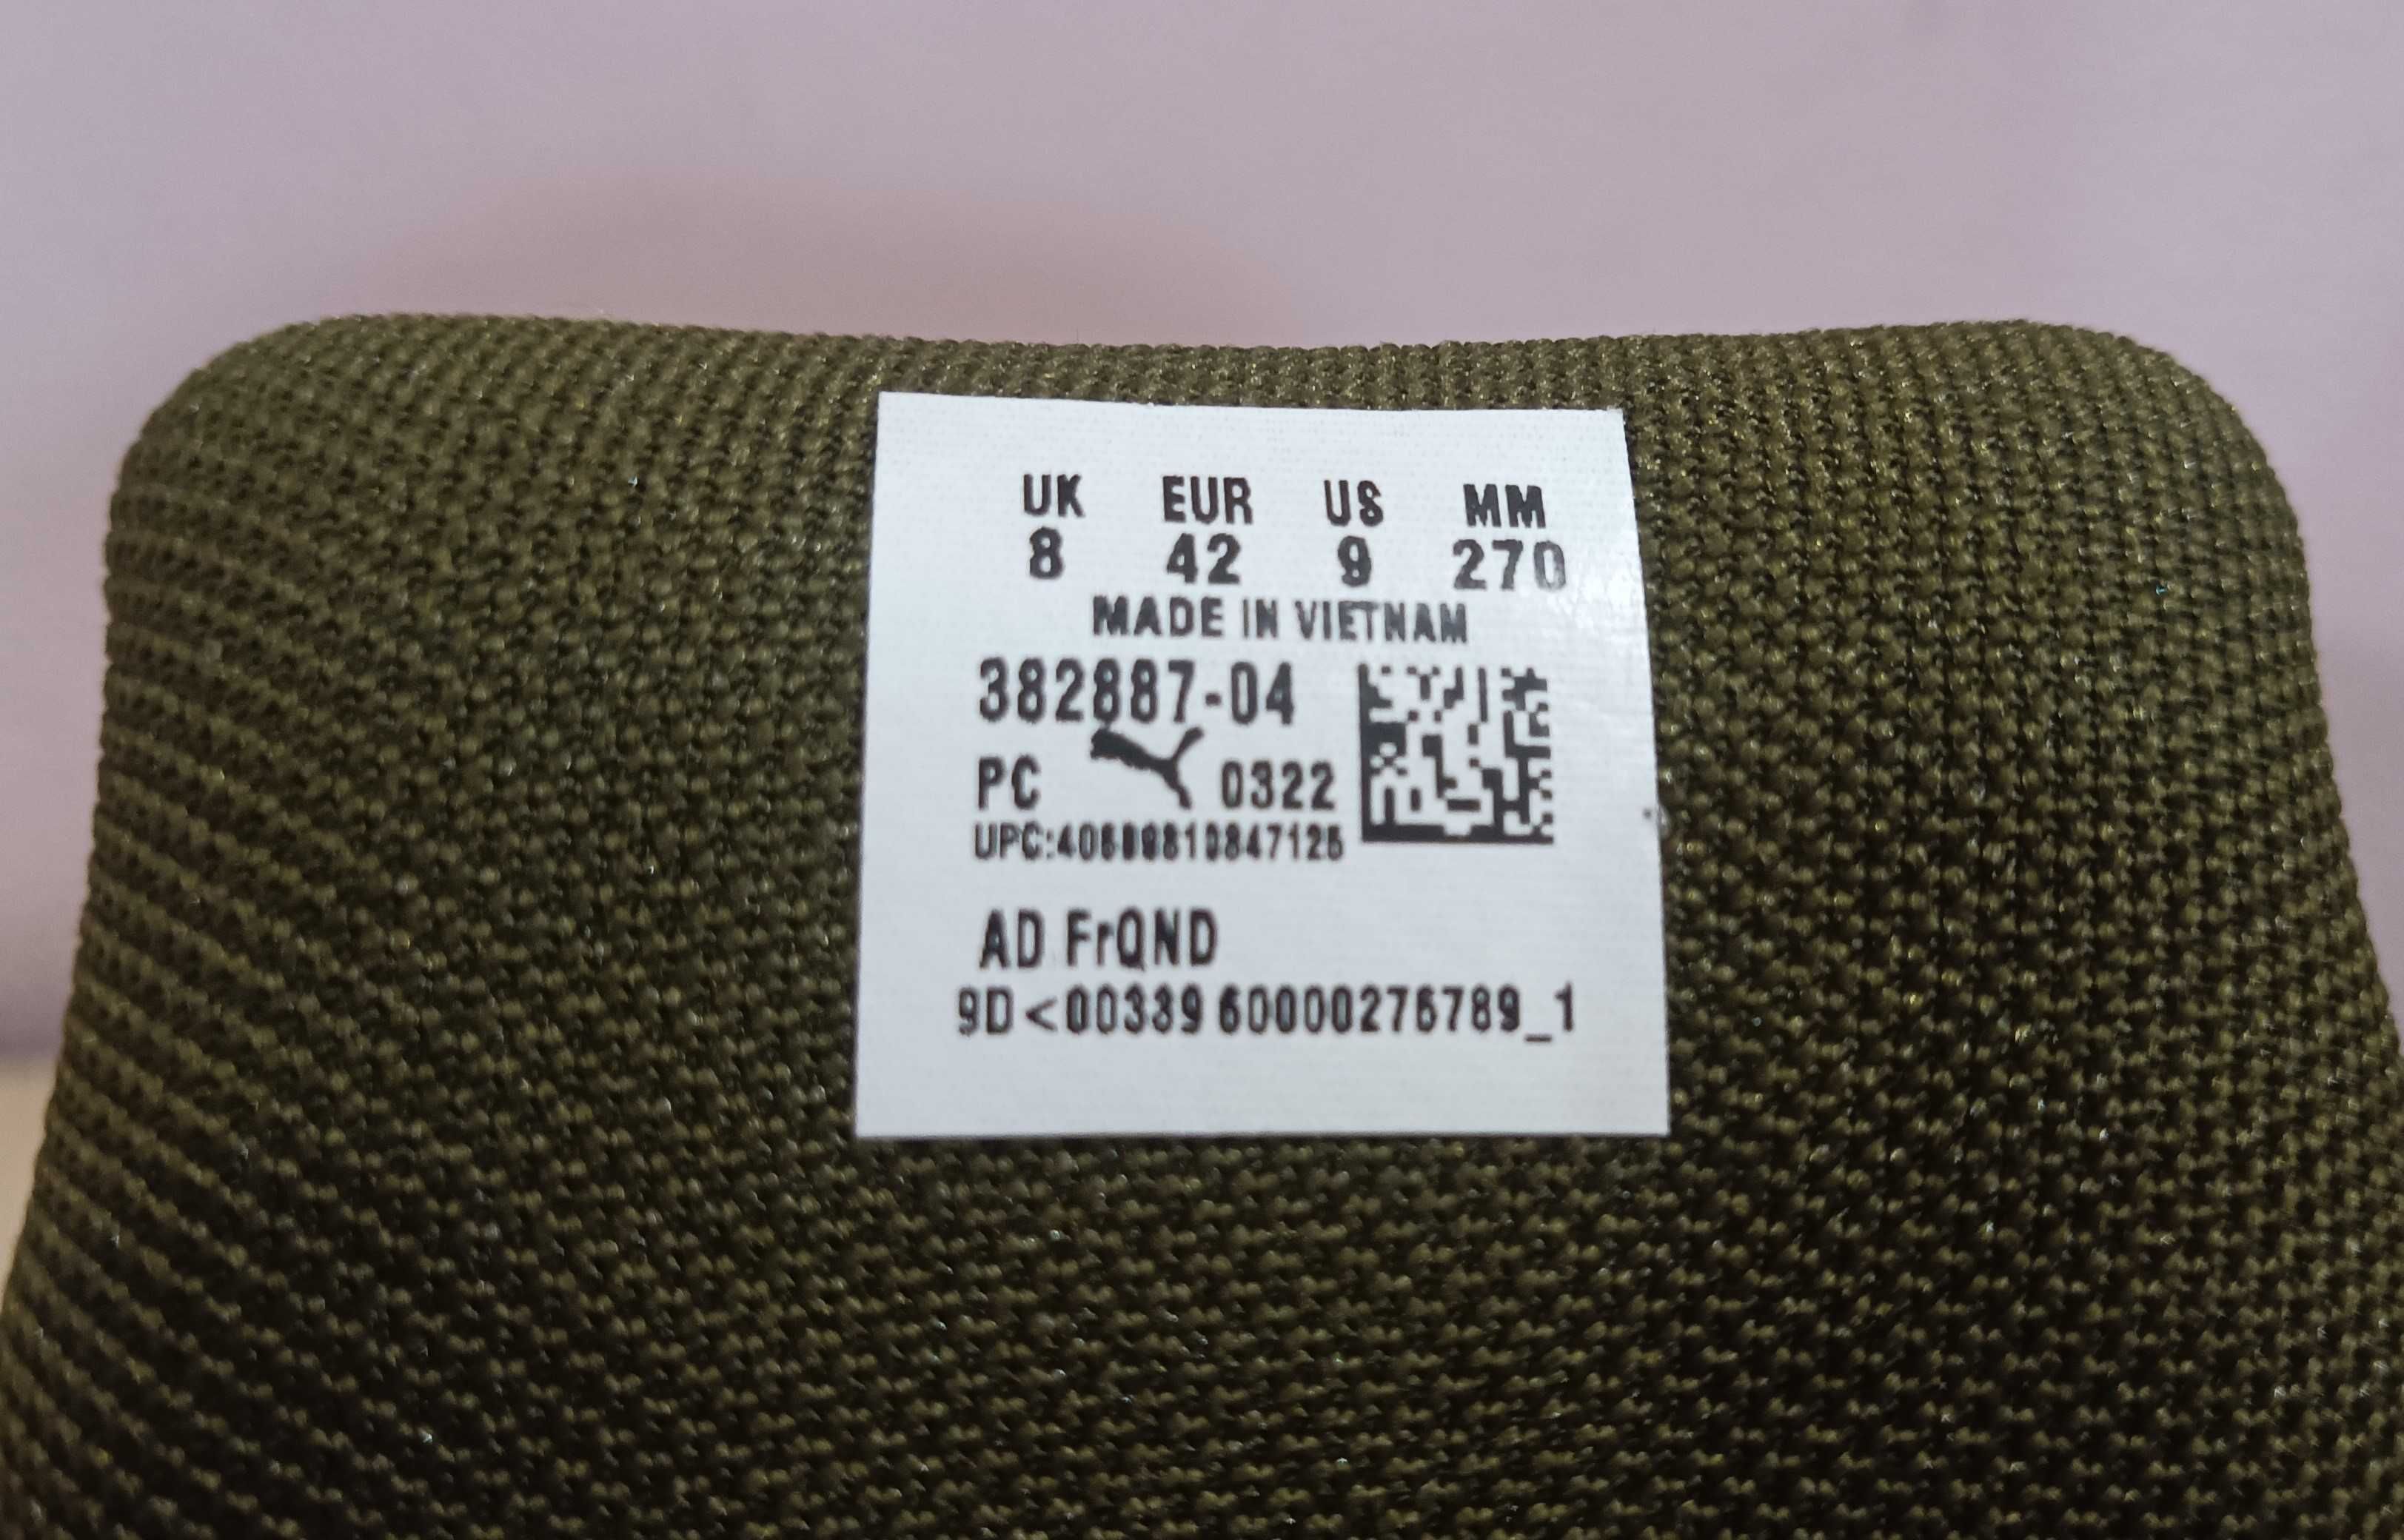 UK EUR US MM
8 42 9 270
MADE IN VIETNAM
382887-04
PC 0322
AD FrQND
9D<00339 60000276789_1